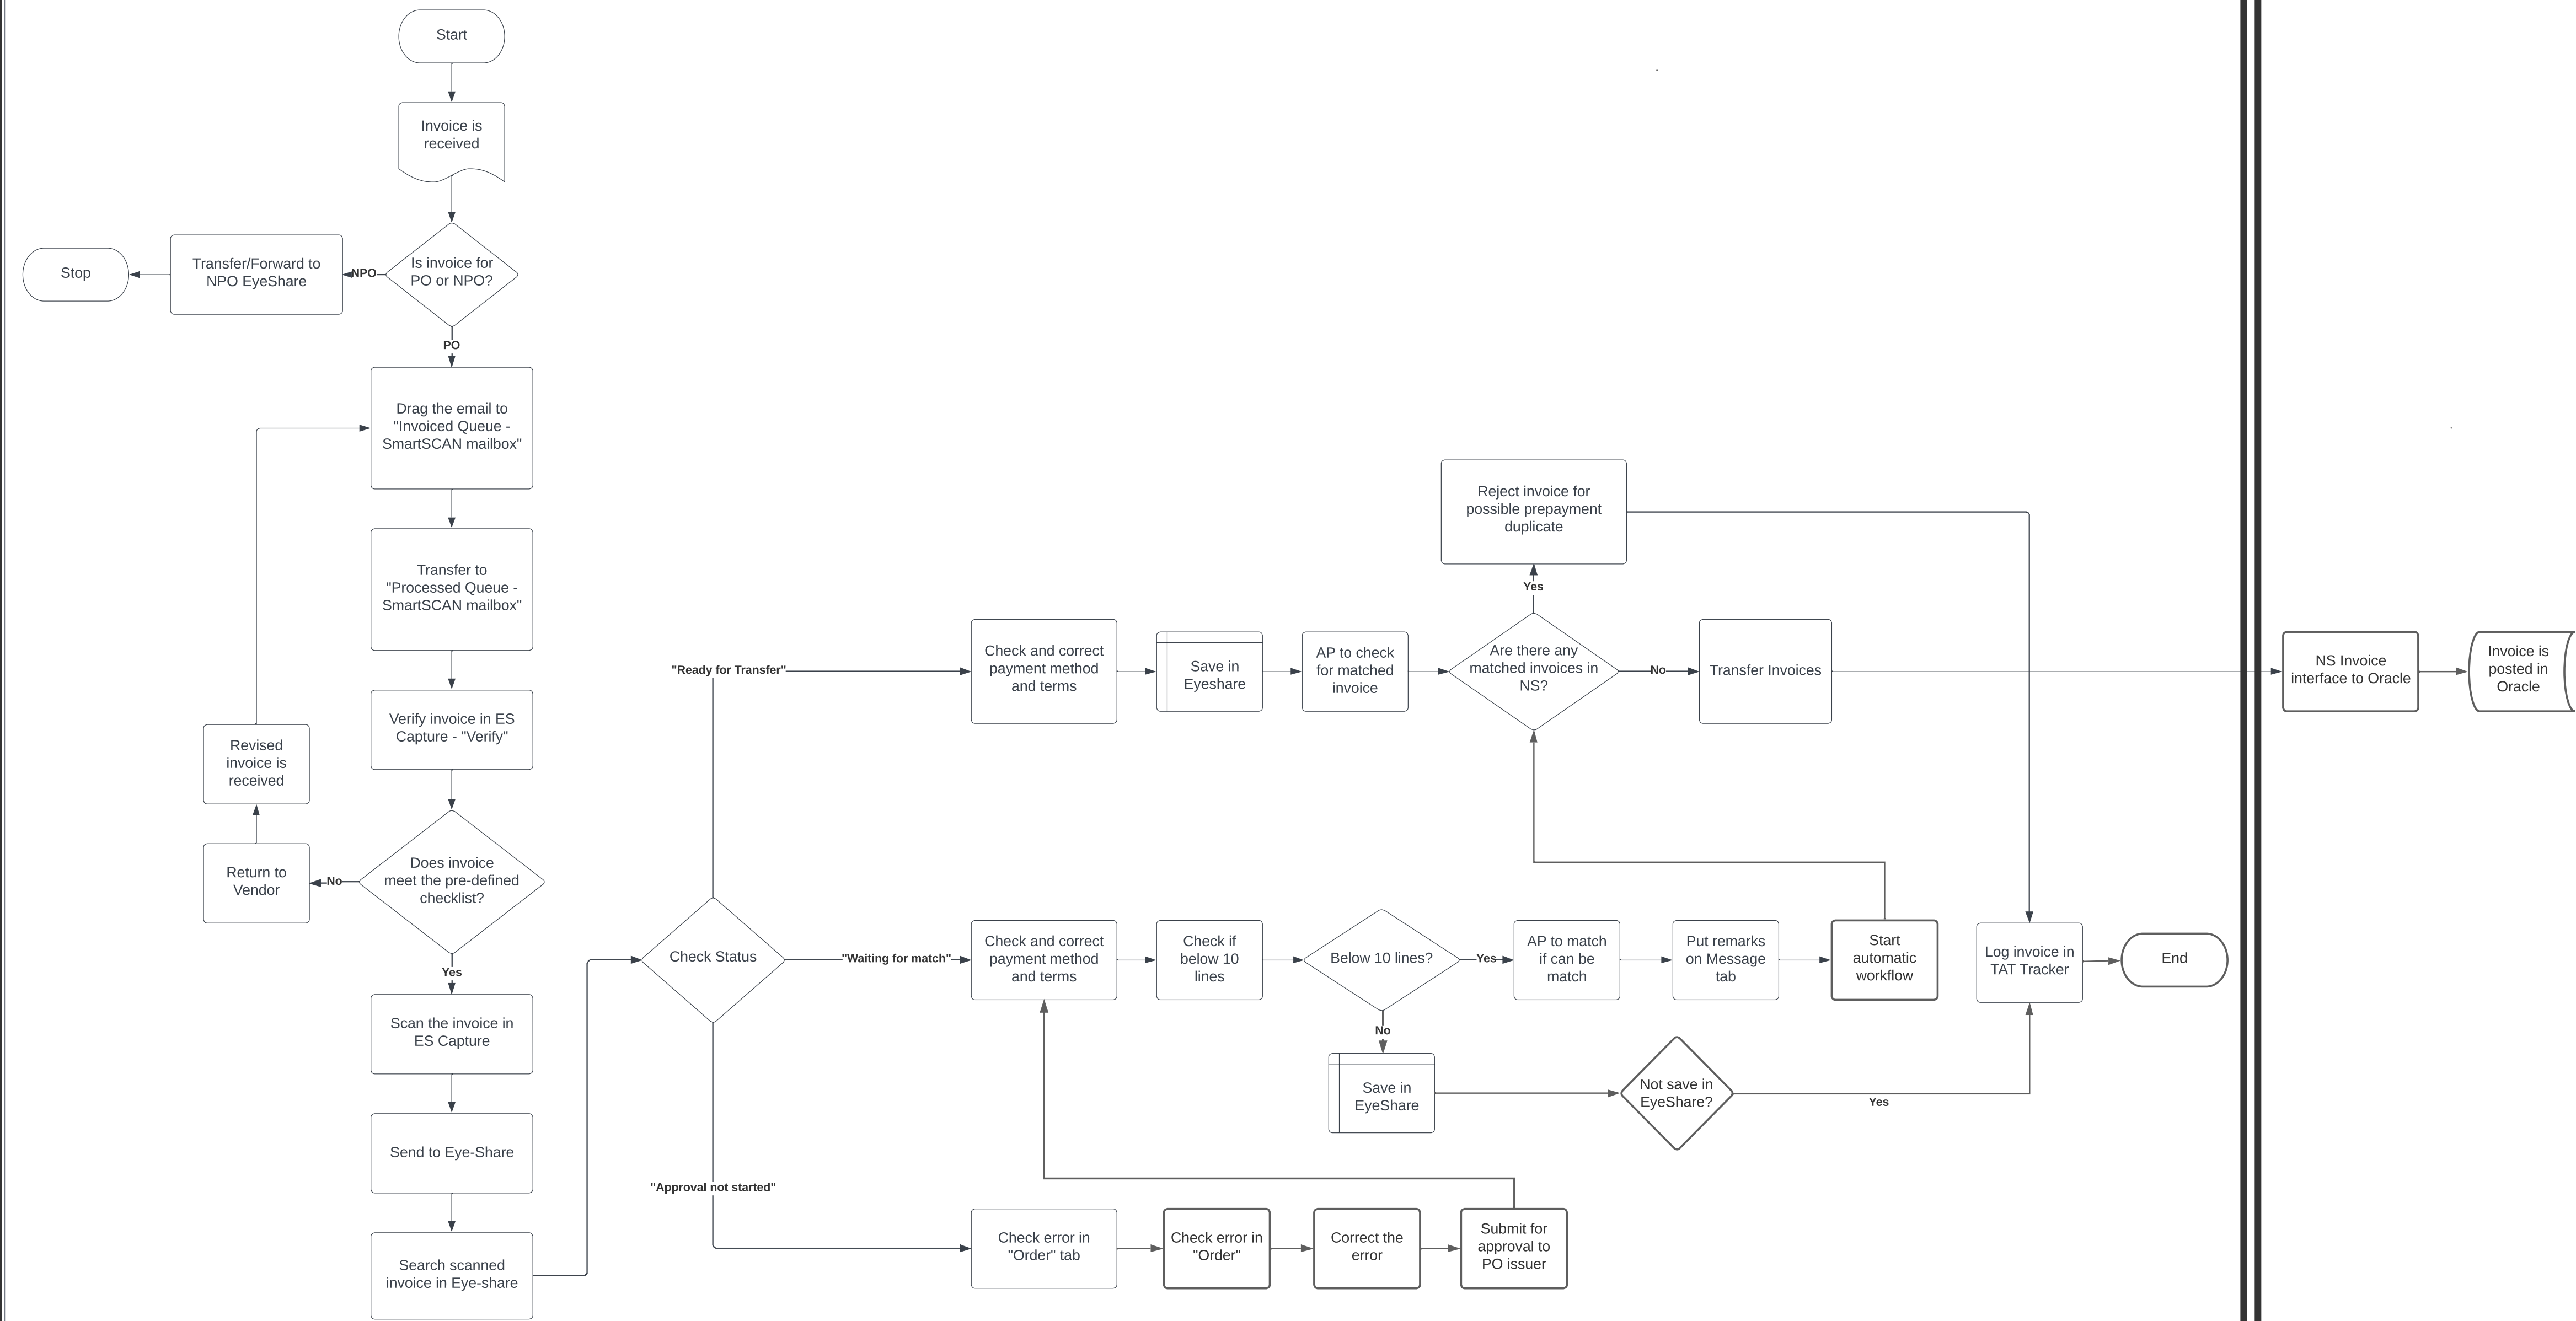 Start
Invoice is
received
Is invoice for
PO or NPO?
NPO
Transfer/Forward to
NPO EyeShare
Stop
PO
Drag the email to
"Invoiced Queue -
SmartSCAN mailbox"
Transfer to
"Processed Queue -
SmartSCAN mailbox"
Verify invoice in ES
Capture - "Verify"
Does invoice
meet the pre-defined
checklist?
No
Return to
Vendor
Revised
invoice is
received
Yes
Scan the invoice in
ES Capture
Send to Eye-Share
Search scanned
invoice in Eye-share
Check Status
"Ready for Transfer"
Check and correct
payment method
and terms
Save in
Eyeshare
AP to check
for matched
invoice
Are there any
matched invoices in
NS?
Yes
Reject invoice for
possible prepayment
duplicate
No
Transfer Invoices
NS Invoice
interface to Oracle
Invoice is
posted in
Oracle
"Waiting for match"
Check and correct
payment method
and terms
Check if
below 10
lines
Below 10 lines?
Yes
AP to match
if can be
match
Put remarks
on Message
tab
Start
automatic
workflow
Log invoice in
TAT Tracker
End
No
Save in
EyeShare
Not save in
EyeShare?
Yes
"Approval not started"
Check error in
"Order" tab
Check error in
"Order"
Correct the
error
Submit for
approval to
PO issuer